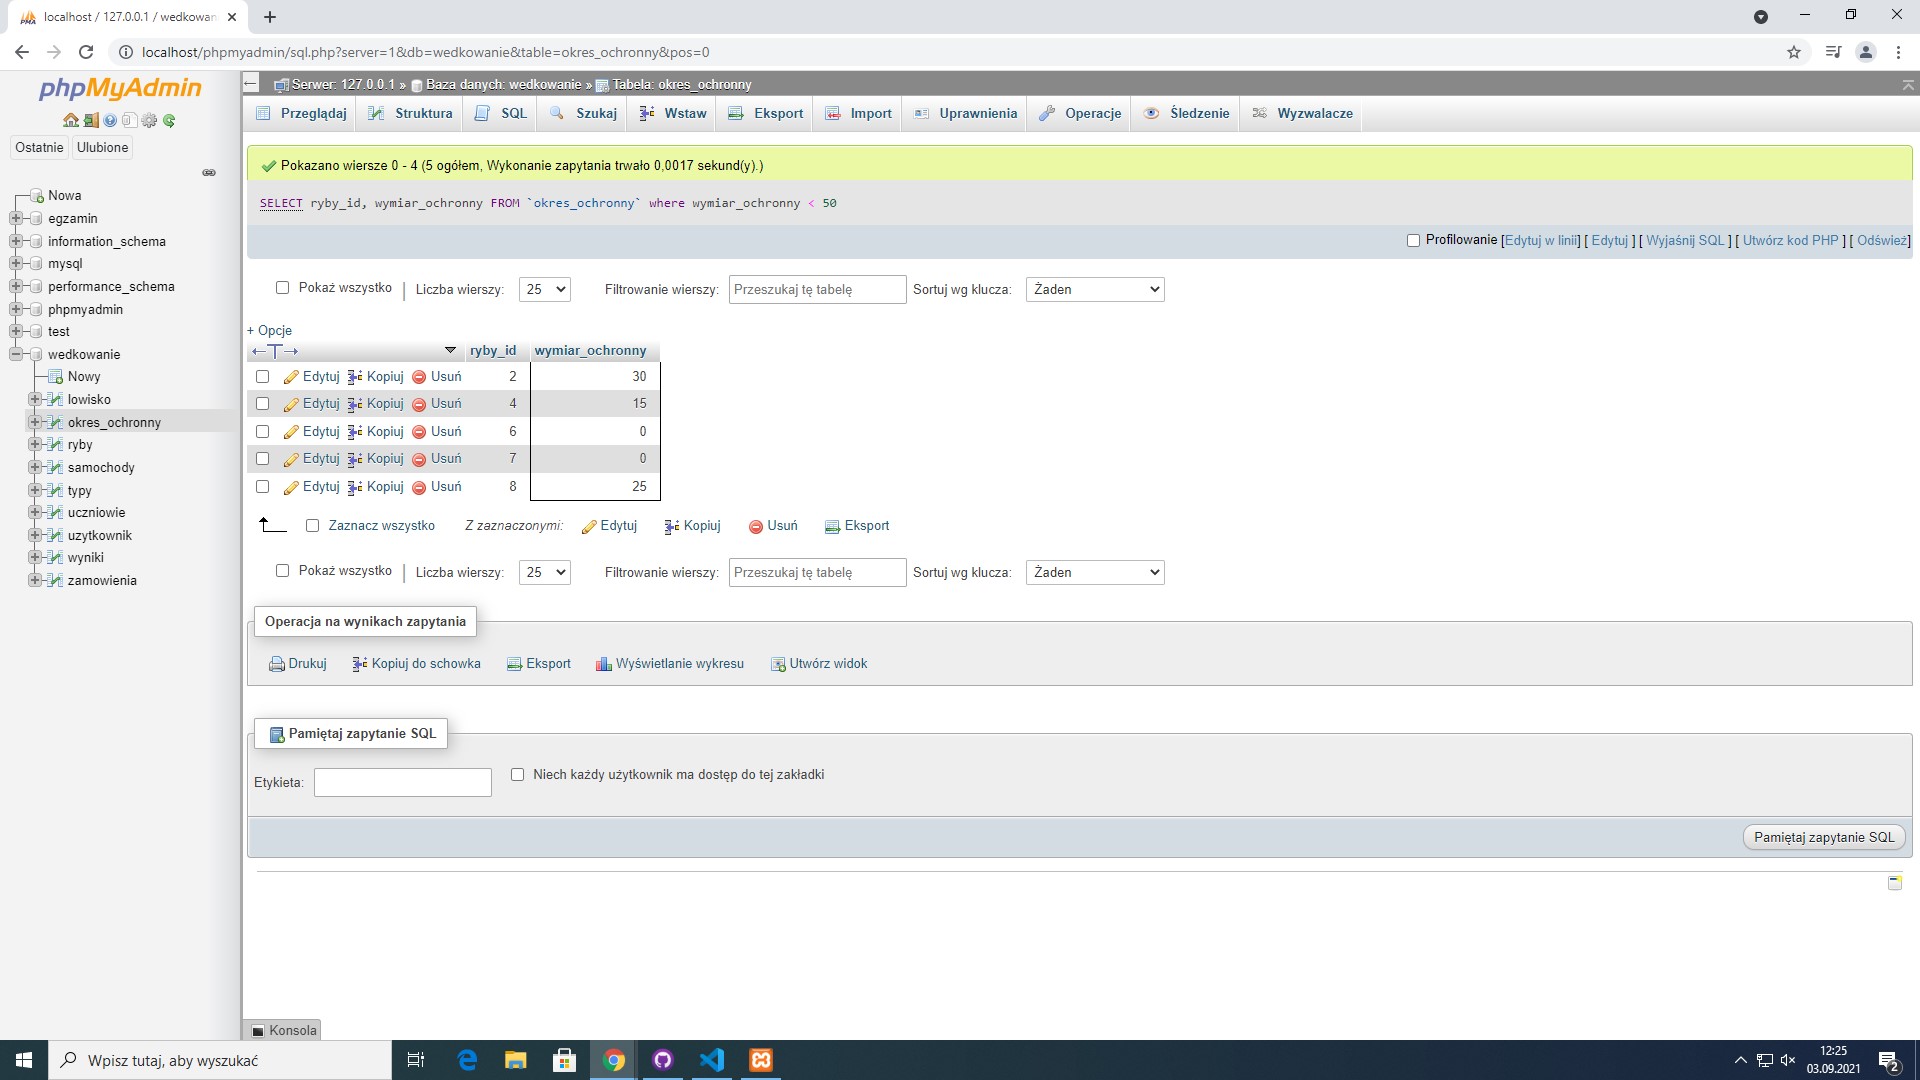 localhost / 127.0.0.1 / wedkowan
localhost/phpmyadmin/sql.php?server=1&db=wedkowanie&table=okres_ochronny&pos=0
phpMyAdmin
Ostatnie Ulubione
Nowa
egzamin
information_schema
mysql
performance_schema
phpmyadmin
test
wedkowanie
Nowy
lowisko
okres_ochronny
ryby
samochody
typy
uczniowie
uzytkownik
wyniki
zamowienia
Serwer: 127.0.0.1 » Baza danych: wedkowanie » Tabela: okres_ochronny
Przeglądaj Struktura SQL Szukaj Wstaw Eksport Import Uprawnienia Operacje Śledzenie Wyzwalacze
Pokazano wiersze 0 - 4 (5 ogółem, Wykonanie zapytania trwało 0,0017 sekund(y).)
SELECT ryby_id, wymiar_ochronny FROM `okres_ochronny` where wymiar_ochronny < 50
Profilowanie [Edytuj w linii] [ Edytuj ] [ Wyjaśnij SQL ] [ Utwórz kod PHP ] [ Odśwież]
Pokaż wszystko | Liczba wierszy: 25 Filtrowanie wierszy: Przeszukaj tę tabelę Sortuj wg klucza: Żaden
+ Opcje
←T→ ryby_id wymiar_ochronny
Edytuj Kopiuj Usuń 2 30
Edytuj Kopiuj Usuń 4 15
Edytuj Kopiuj Usuń 6 0
Edytuj Kopiuj Usuń 7 0
Edytuj Kopiuj Usuń 8 25
Zaznacz wszystko Z zaznaczonymi: Edytuj Kopiuj Usuń Eksport
Pokaż wszystko | Liczba wierszy: 25 Filtrowanie wierszy: Przeszukaj tę tabelę Sortuj wg klucza: Żaden
Operacja na wynikach zapytania
Drukuj Kopiuj do schowka Eksport Wyświetlanie wykresu Utwórz widok
Pamiętaj zapytanie SQL
Etykieta: Niech każdy użytkownik ma dostęp do tej zakładki
Pamiętaj zapytanie SQL
Konsola
Wpisz tutaj, aby wyszukać
12:25
03.09.2021
2